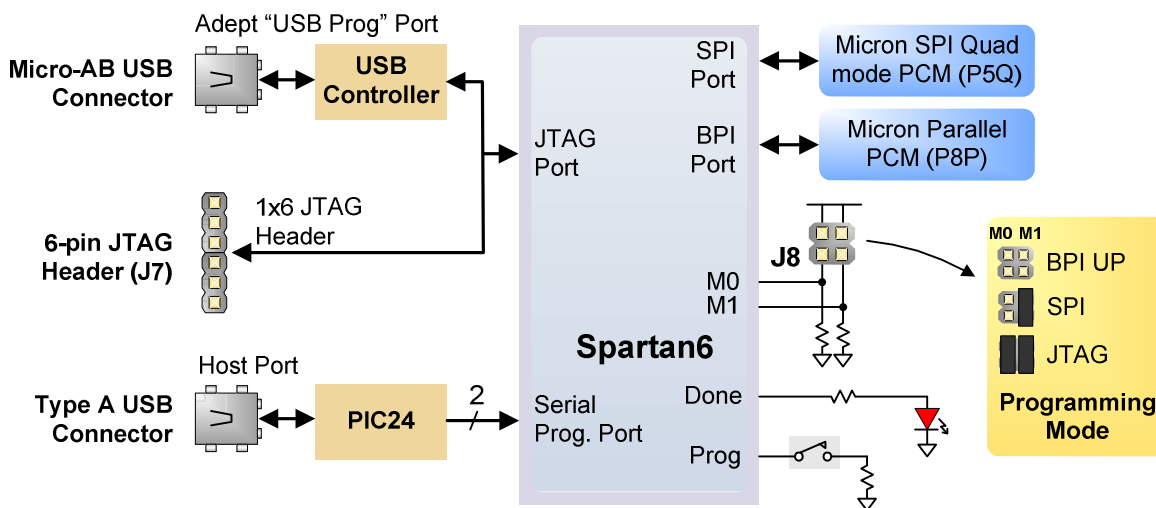 Adept “USB Prog” Port
Micro-AB USB
Connector
USB
Controller
JTAG
Port
SPI
Port
BPI
Port
Micron SPI Quad
mode PCM (P5Q)
Micron Parallel
PCM (P8P)
1x6 JTAG
Header
6-pin JTAG
Header (J7)
J8
M0
M1
Spartan6
M0 M1
BPI UP
SPI
JTAG
Programming
Mode
Host Port
Type A USB
Connector
PIC24
2
Serial
Prog. Port
Done
Prog